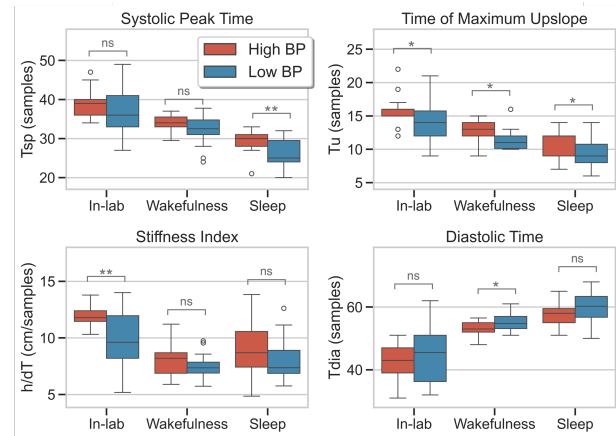 Systolic Peak Time
Tsp (samples)
50
40
30
20
ns
ns
**
High BP
Low BP
In-lab
Wakefulness
Sleep
Time of Maximum Upslope
Tu (samples)
25
20
15
10
5
*
*
*
In-lab
Wakefulness
Sleep
Stiffness Index
h/dT (cm/samples)
15
10
5
**
ns
ns
In-lab
Wakefulness
Sleep
Diastolic Time
Tdia (samples)
60
40
ns
*
ns
In-lab
Wakefulness
Sleep